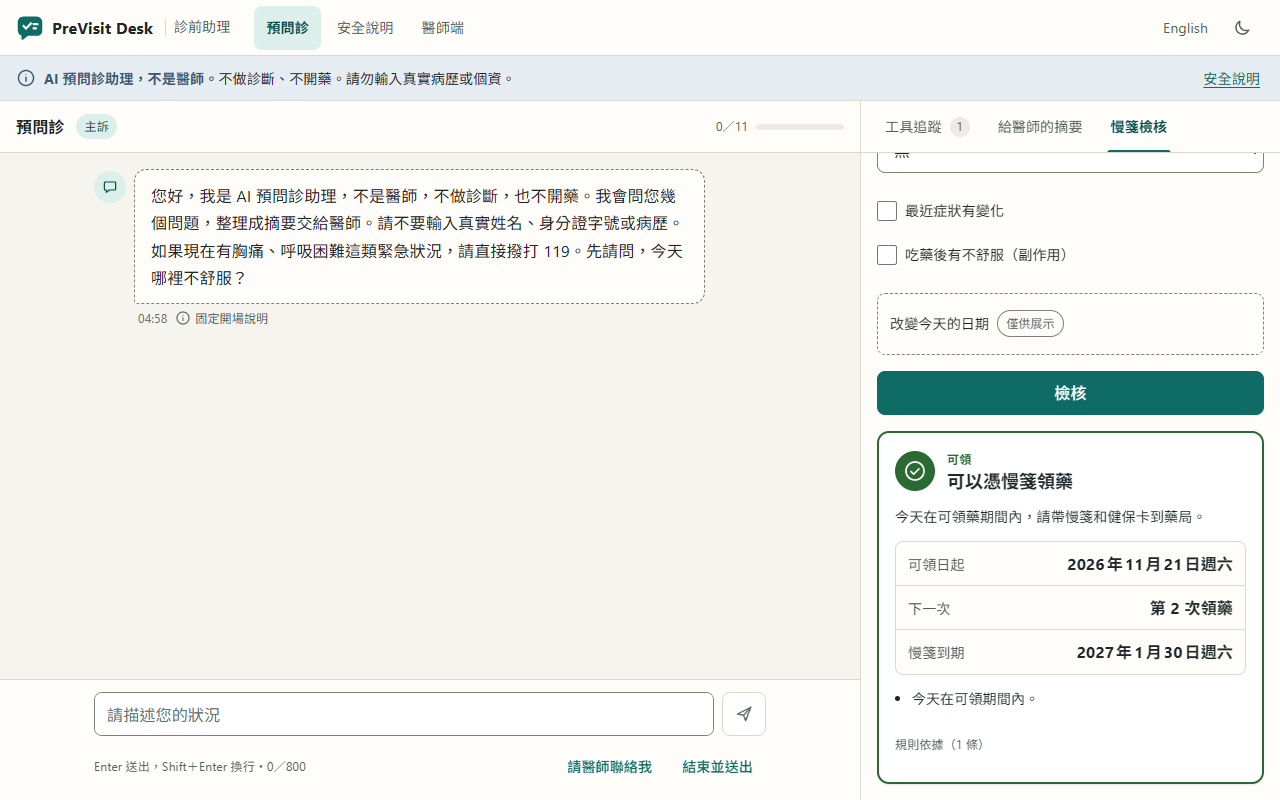 PreVisit Desk 診前助理 預問診 安全說明 醫師端 English
AI 預問診助理，不是醫師。不做診斷、不開藥。請勿輸入真實病歷或個資。 安全說明
預問診 主訴 0／11
工具追蹤 1 給醫師的摘要 慢箋檢核
您好，我是 AI 預問診助理，不是醫師，不做診斷，也不開藥。我會問您幾
個問題，整理成摘要交給醫師。請不要輸入真實姓名、身分證字號或病歷。
如果現在有胸痛、呼吸困難這類緊急狀況，請直接撥打 119。先請問，今天
哪裡不舒服？
04:58 固定開場說明
請描述您的狀況
Enter 送出，Shift＋Enter 換行・0／800
請醫師聯絡我 結束並送出
最近症狀有變化
吃藥後有不舒服（副作用）
改變今天的日期 僅供展示
檢核
可領
可以憑慢箋領藥
今天在可領藥期間內，請帶慢箋和健保卡到藥局。
可領日起 2026 年 11 月 21 日週六
下一次 第 2 次領藥
慢箋到期 2027 年 1 月 30 日週六
• 今天在可領期間內。
規則依據（1 條）